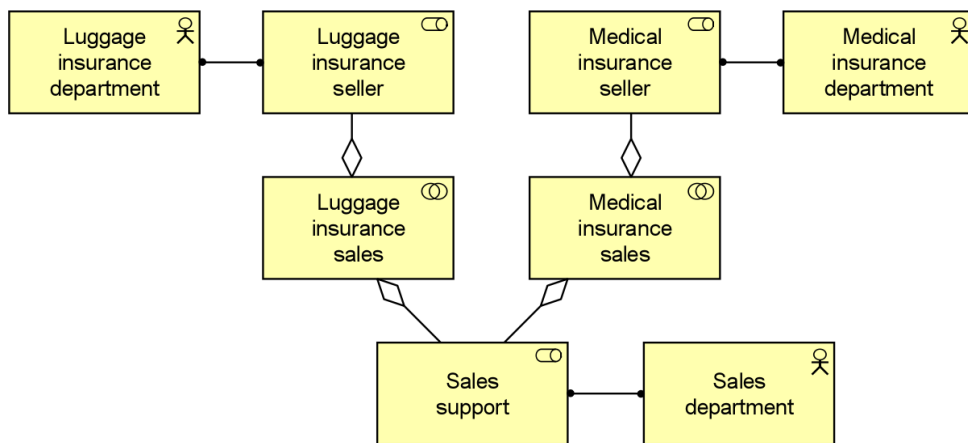 Luggage
insurance
department
Luggage
insurance
seller
Medical
insurance
seller
Medical
insurance
department
Luggage
insurance
sales
Medical
insurance
sales
Sales
support
Sales
department